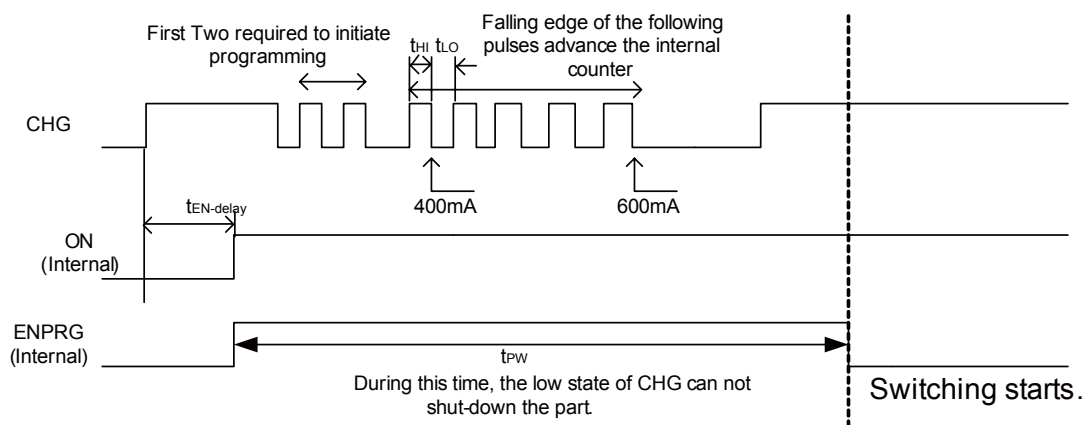 First Two required to initiate
programming
tHI tLO
Falling edge of the following
pulses advance the internal
counter
CHG
400mA
600mA
tEN-delay
ON
(Internal)
ENPRG
(Internal)
tPW
During this time, the low state of CHG can not
shut-down the part.
Switching starts.